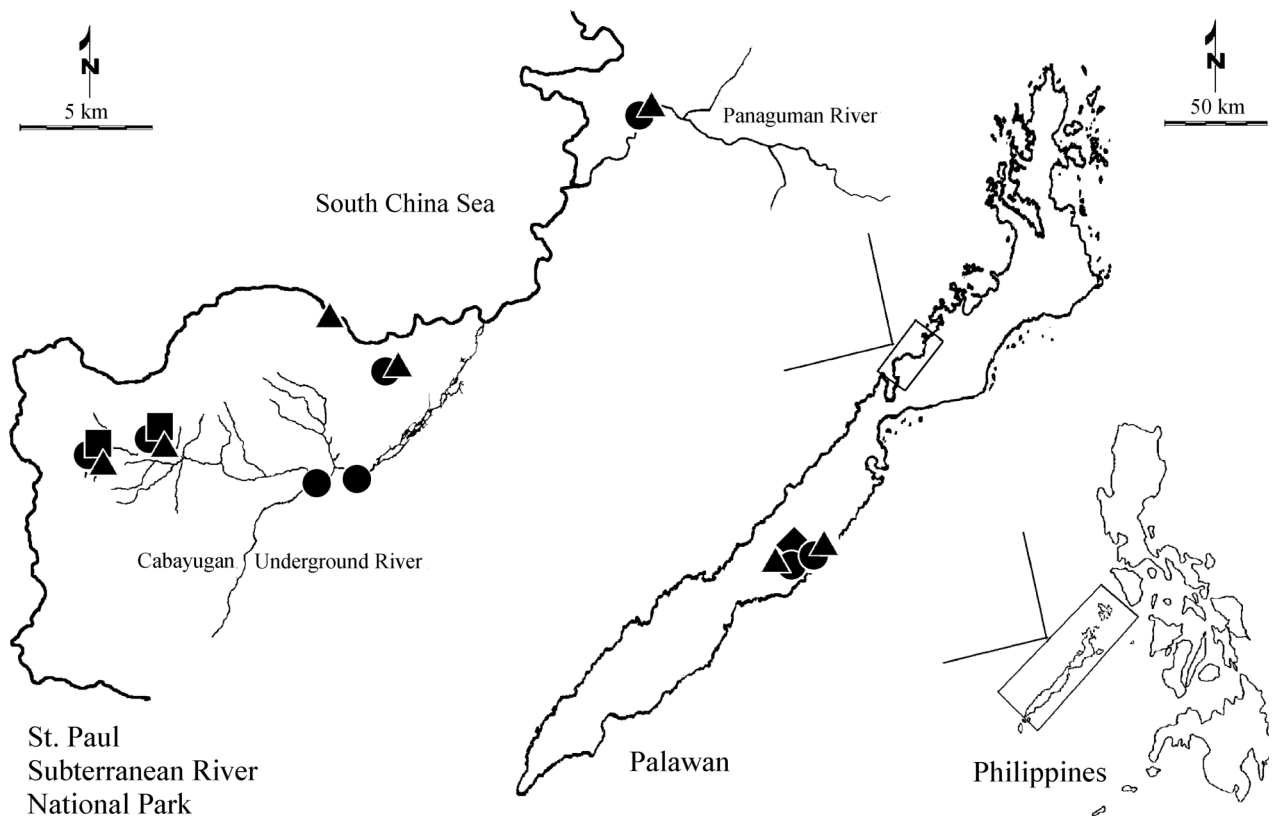 N
5 km
N
50 km
Panaguman River
South China Sea
Cabayugan Underground River
St. Paul
Subterranean River
National Park
Palawan
Philippines